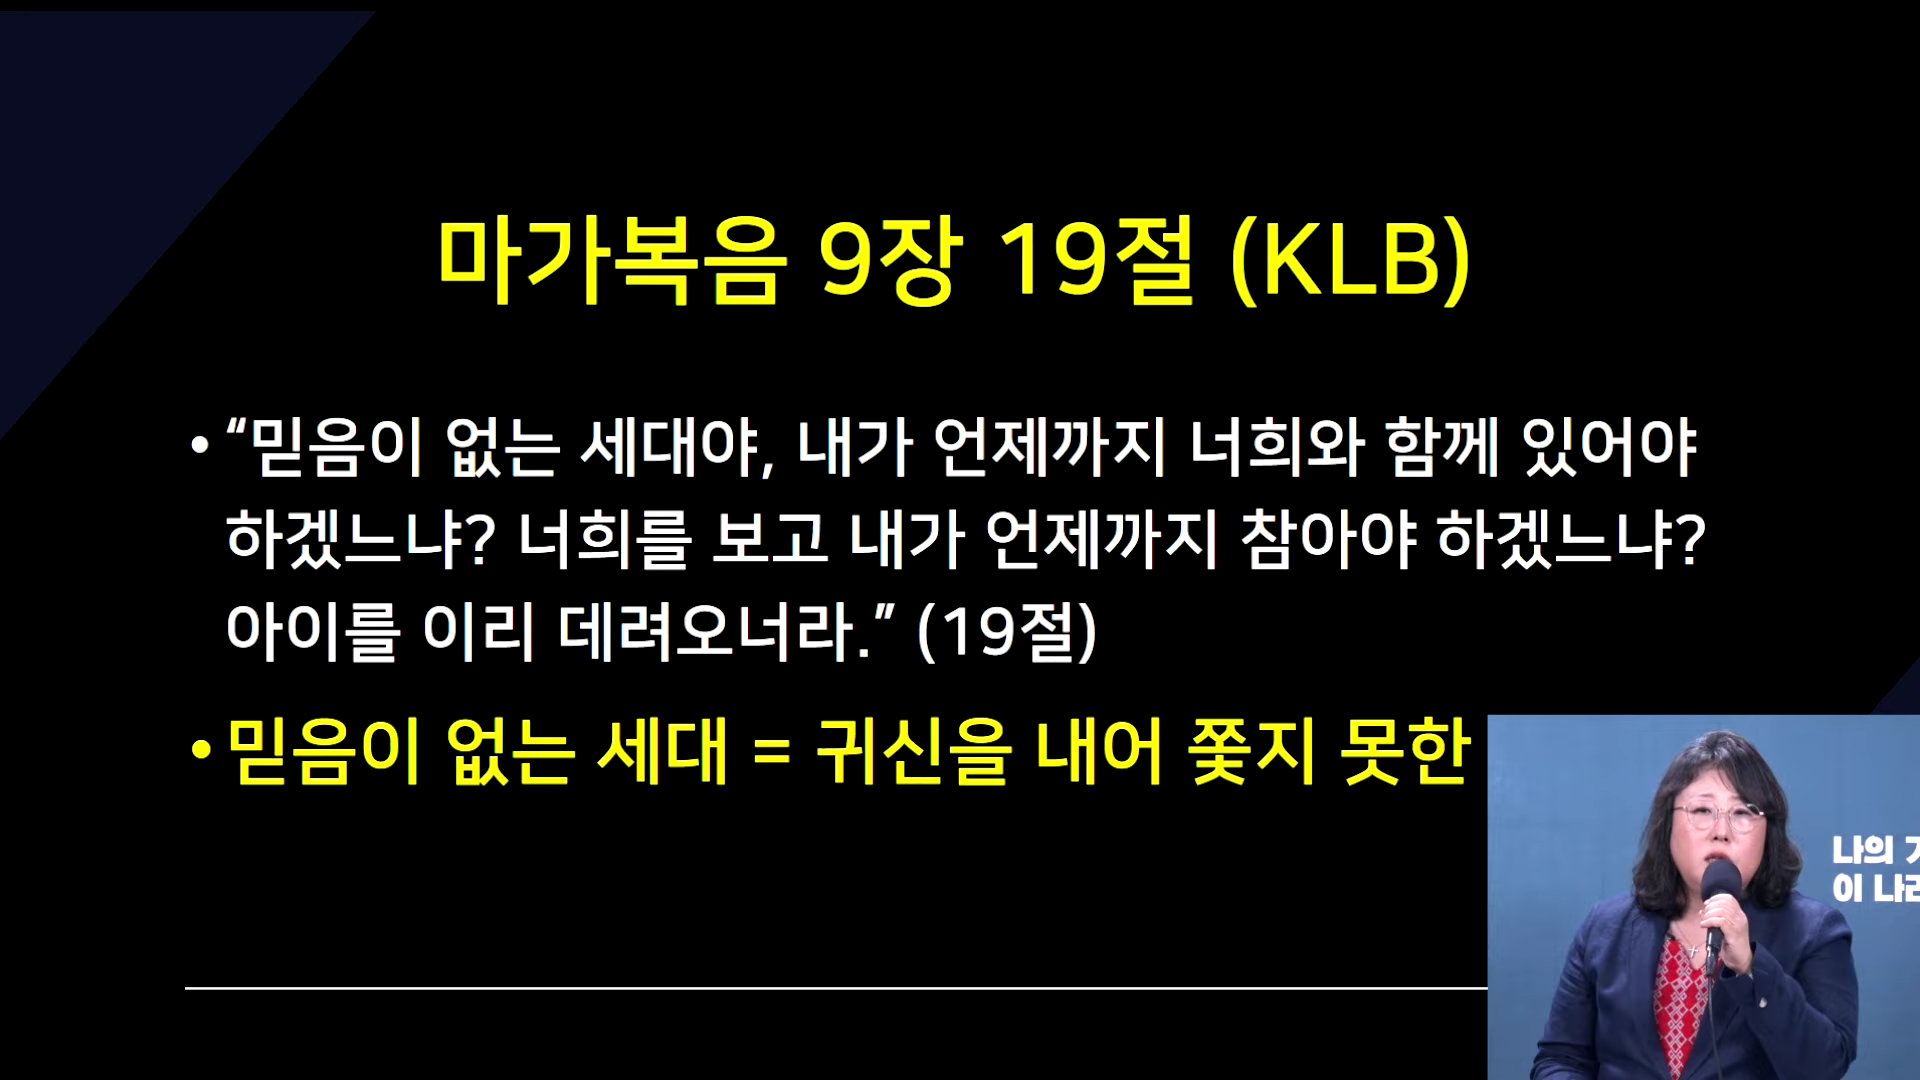 마가복음 9장 19절 (KLB)
• “믿음이 없는 세대야, 내가 언제까지 너희와 함께 있어야
하겠느냐? 너희를 보고 내가 언제까지 참아야 하겠느냐?
아이를 이리 데려오너라.” (19절)
• 믿음이 없는 세대 = 귀신을 내어 쫓지 못한
나의
이